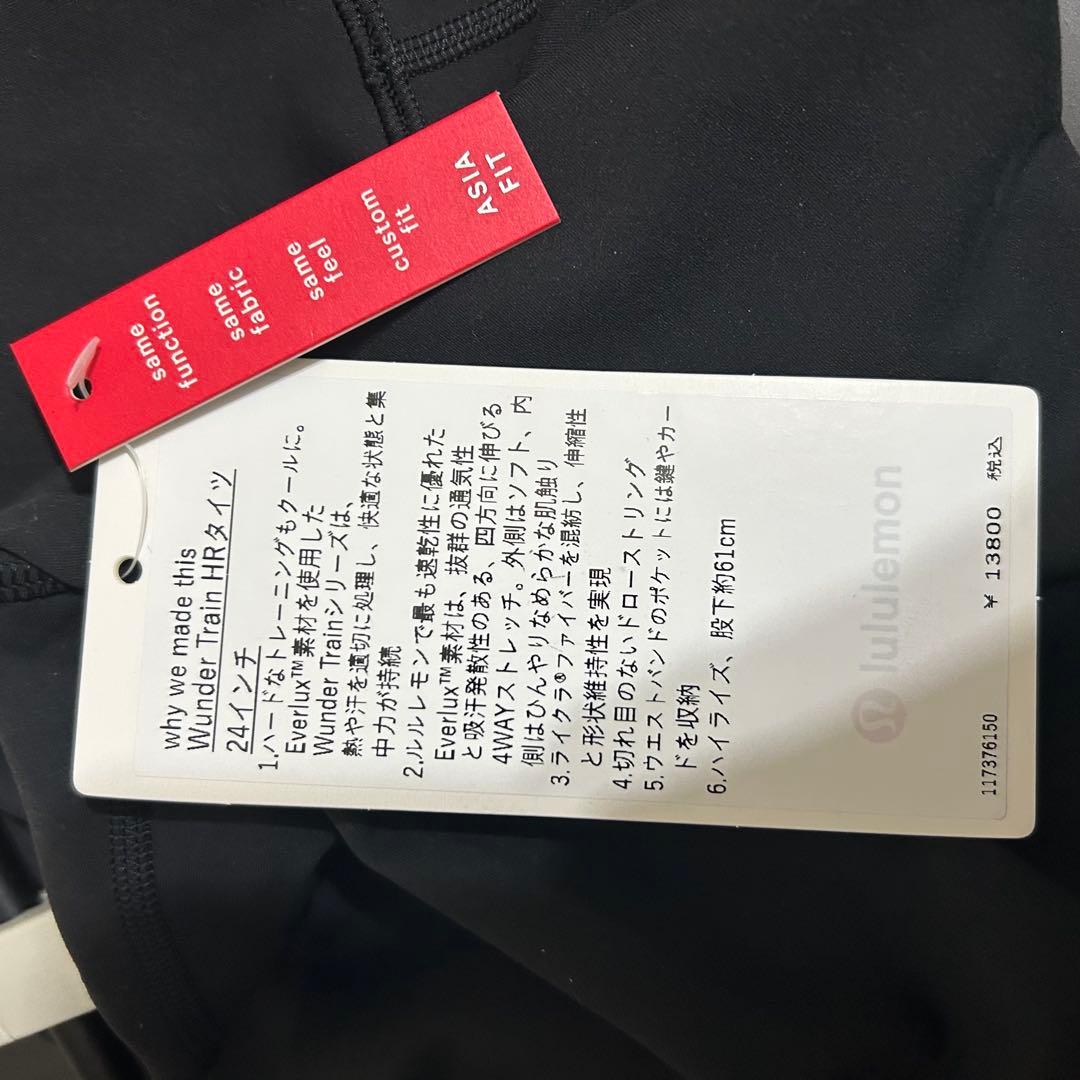 same
function
same
fabric
same
feel
custom
fit
ASIA
FIT
why we made this
Wunder Train HRタイツ
24インチ
1.ハードなトレーニングもクールに。
Everlux™素材を使用した
Wunder Trainシリーズは、
熱や汗を適切に処理し、快適な状態と集
中力が持続
2.ルルレモンで最も速乾性に優れた
Everlux™素材は、抜群の通気性
と吸汗発散性のある、四方向に伸びる
4WAYストレッチ。外側はソフト、内
側はひんやりなめらかな肌触り
3.ライクラ®ファイバーを混紡し、伸縮性
と形状維持性を実現
4.切れ目のないドローストリング
5.ウエストバンドのポケットには鍵やカー
ドを収納
6.ハイライズ、股下約61cm
lululemon
117376150
¥ 13800 税込